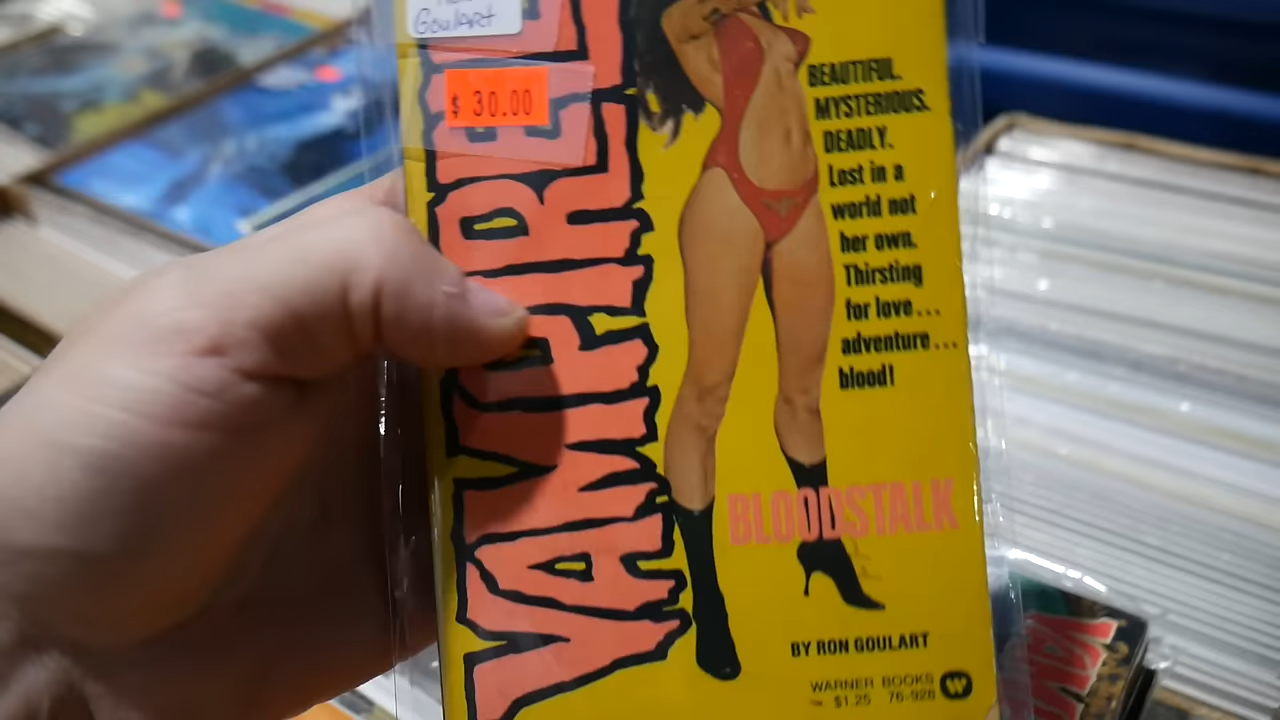 Goulart
$ 30.00
VAMPIREL
BEAUTIFUL.
MYSTERIOUS.
DEADLY.
Lost in a
world not
her own.
Thirsting
for love...
adventure...
blood!
BLOODSTALK
BY RON GOULART
WARNER BOOKS
$1.25 76-928